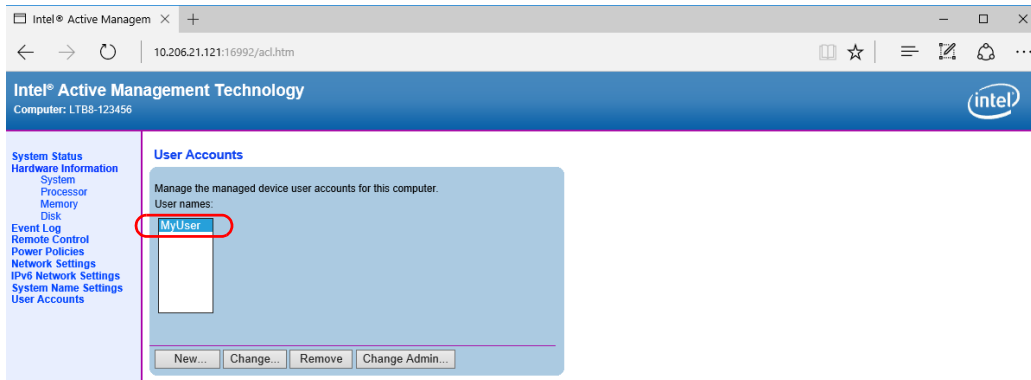 Intel® Active Managem
10.206.21.121:16992/acl.htm
Intel® Active Management Technology
Computer: LTB8-123456
intel
System Status
Hardware Information
System
Processor
Memory
Disk
Event Log
Remote Control
Power Policies
Network Settings
IPv6 Network Settings
System Name Settings
User Accounts
User Accounts
Manage the managed device user accounts for this computer.
User names:
MyUser
New... Change... Remove Change Admin...